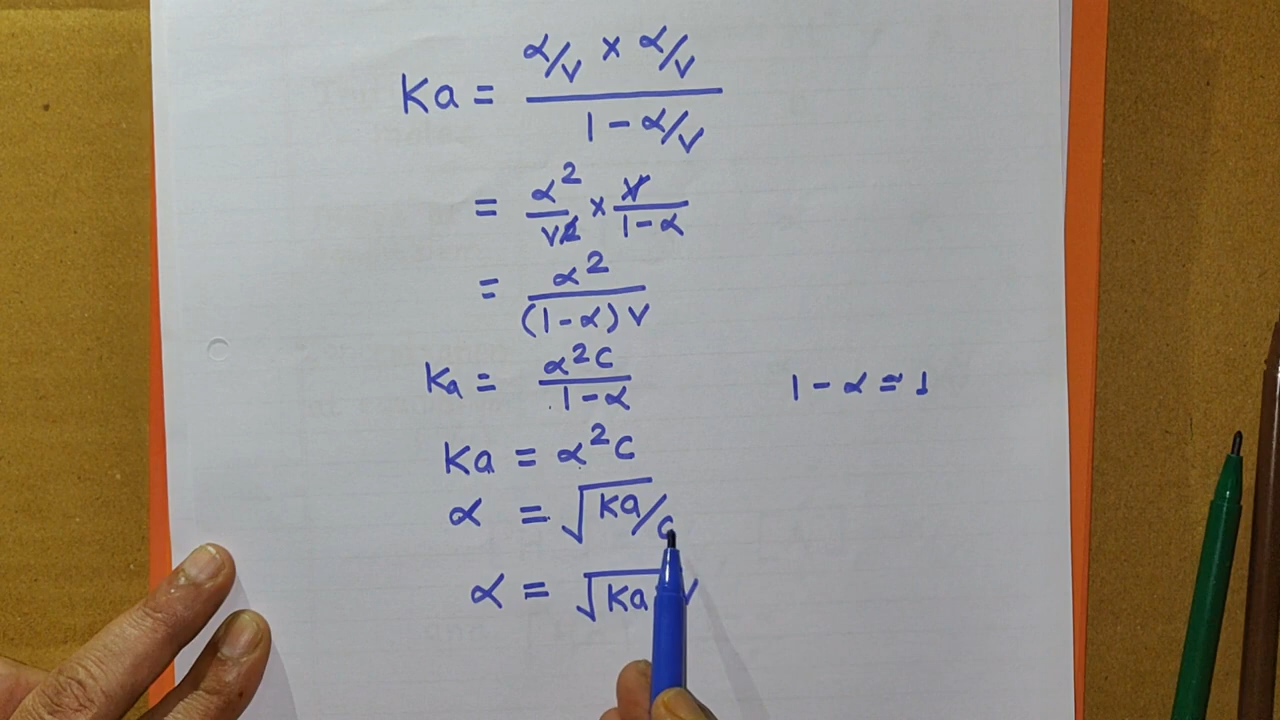 Ka = α/v × α/v / 1 - α/v
= α²/v2 × v/1-α
= α²/(1-α)v
Ka = α²c/1-α
1 - α = 1
Ka = α²c
α = √Ka/c
α = √Ka v